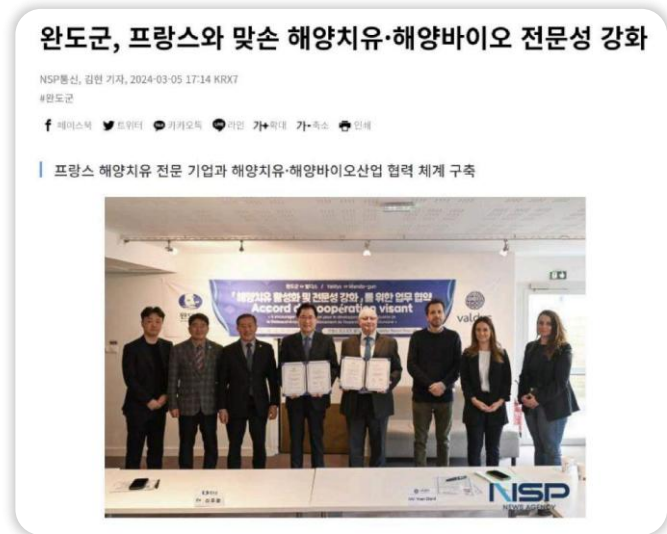 완도군, 프랑스와 맞손 해양치유·해양바이오 전문성 강화
NSP통신, 김현 기자, 2024-03-05 17:14 KRX7
#완도군
페이스북 트위터 카카오톡 라인 가+확대 가-축소 인쇄
프랑스 해양치유 전문 기업과 해양치유·해양바이오산업 협력 체계 구축
「해양치유 활성화 및 전문성 강화」를 위한 업무 협약
Accord de coopération visant
NSP
NEWS AGENCY